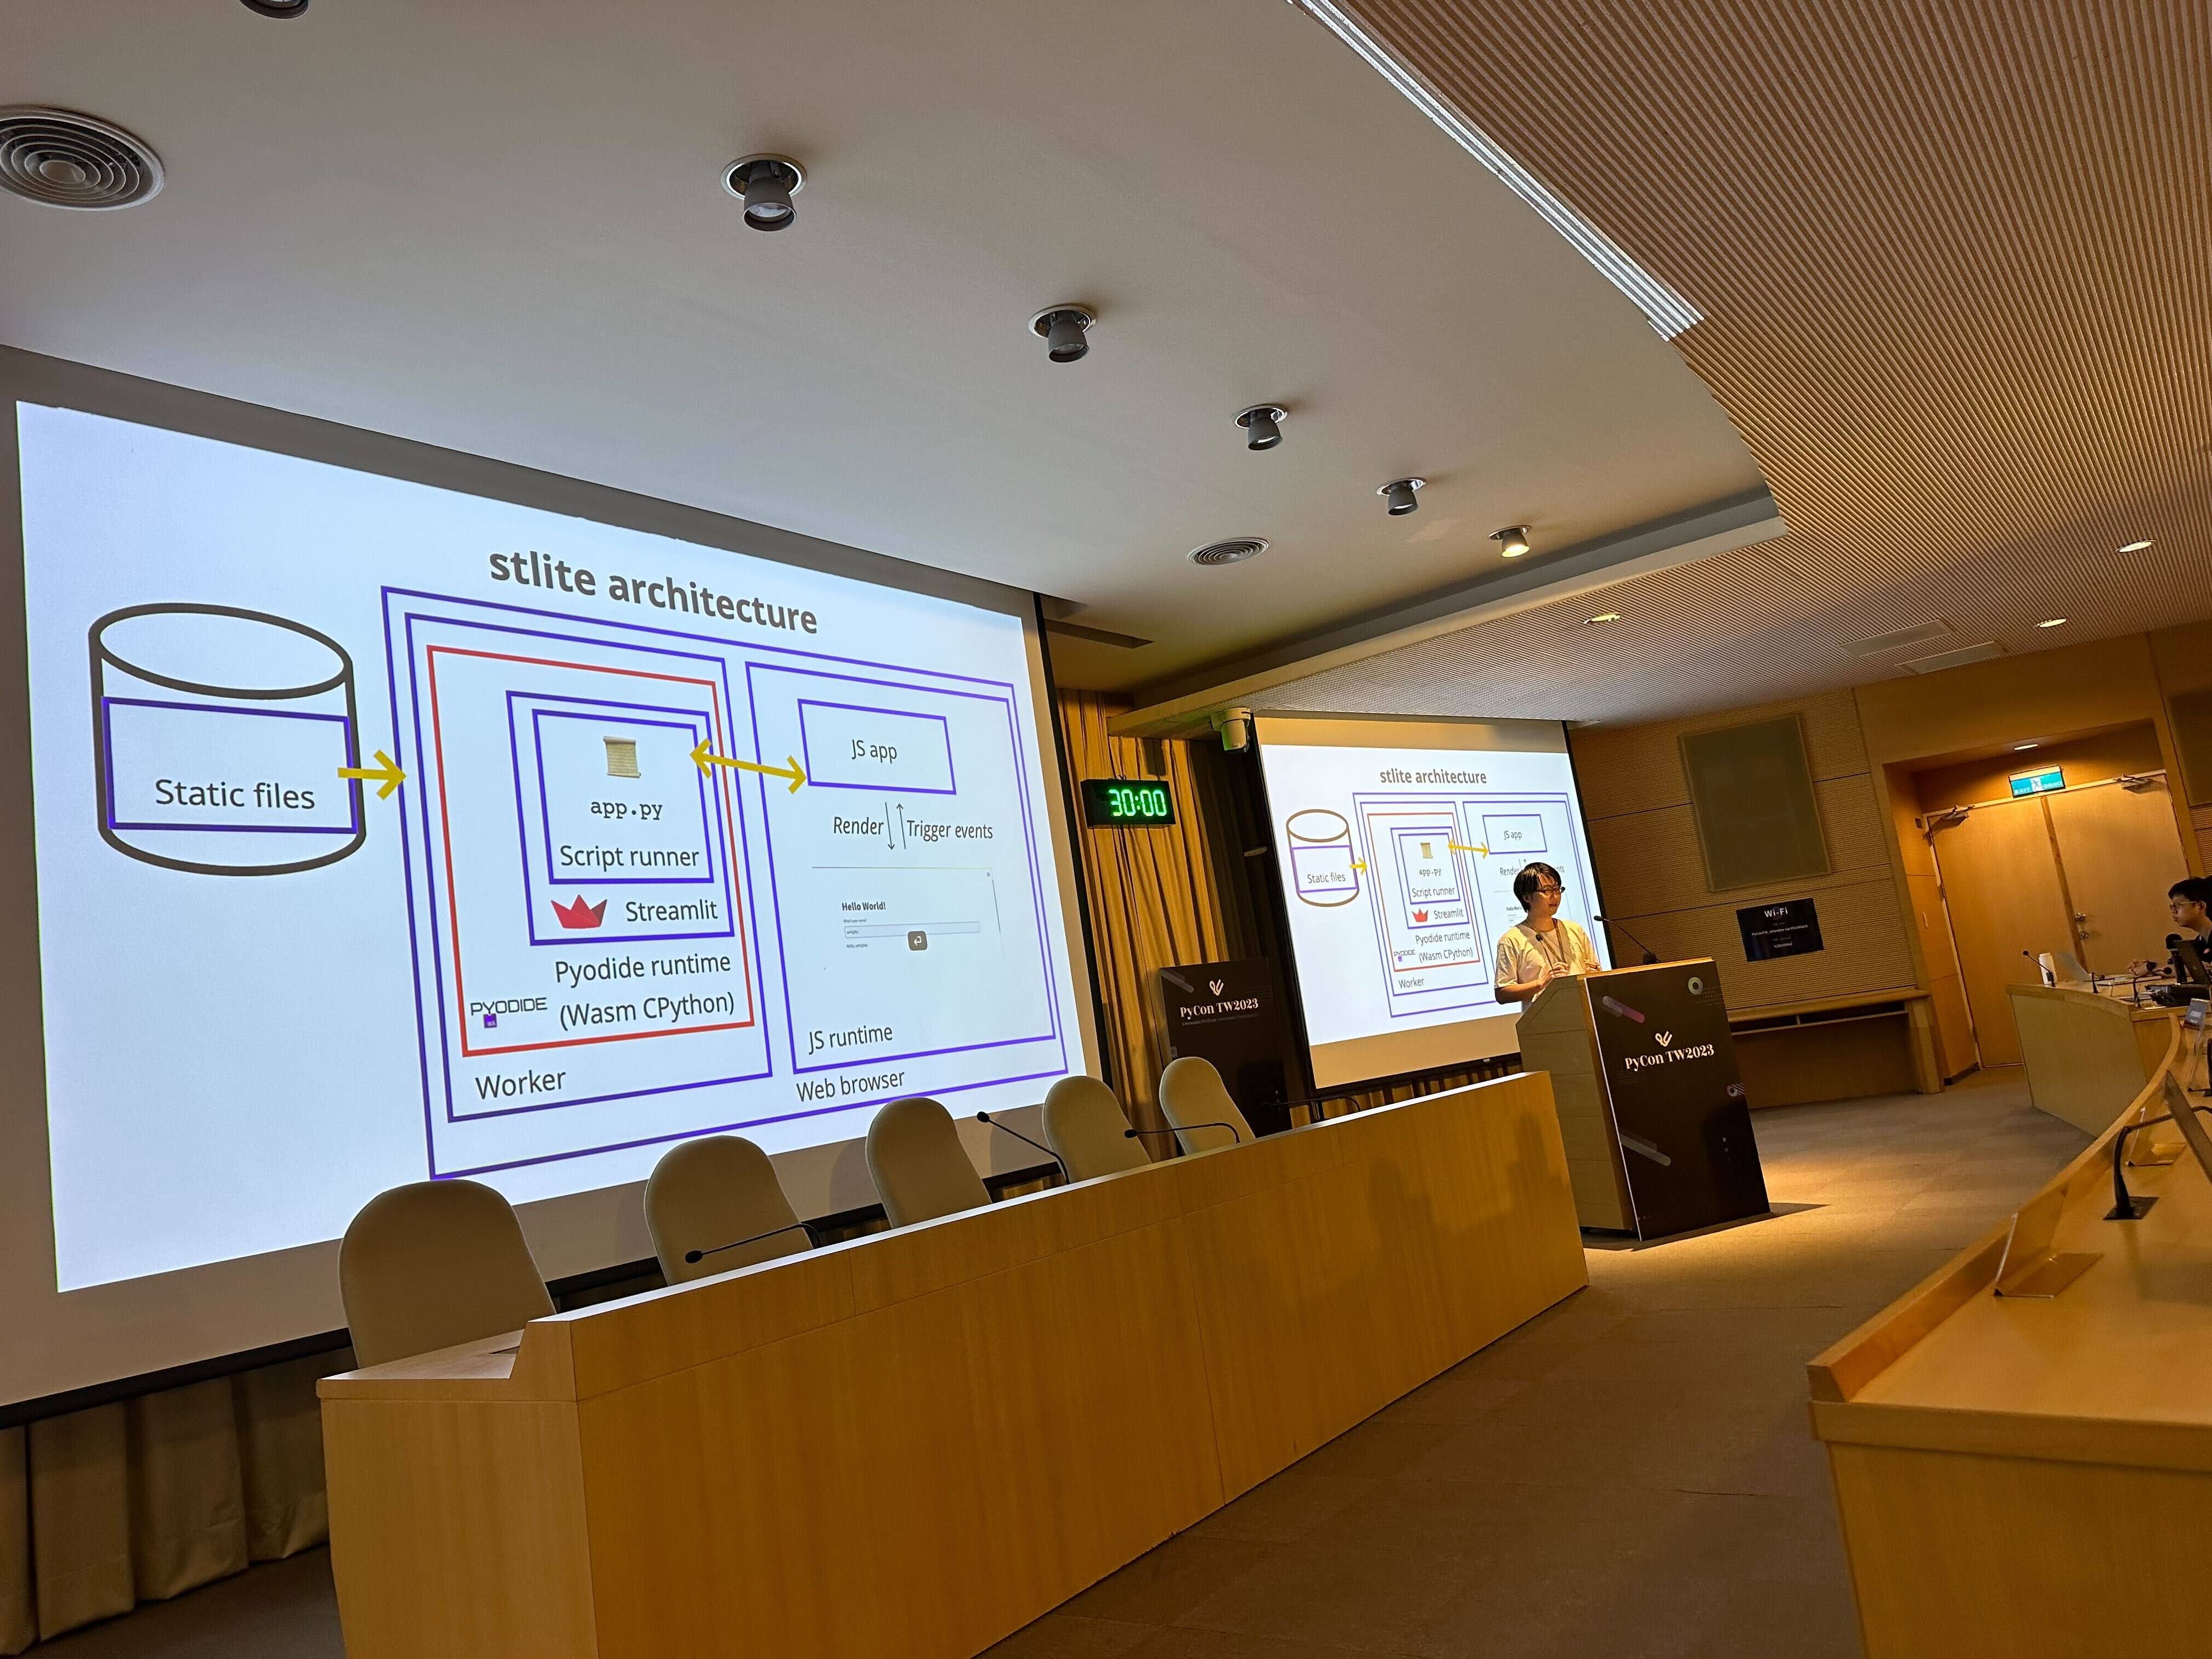 stlite architecture
Static files
app.py
Script runner
Streamlit
Pyodide runtime
(Wasm CPython)
PYODIDE
Worker
JS app
Render
Trigger events
Hello World!
JS runtime
Web browser
30:00
stlite architecture
Static files
app.py
Script runner
Streamlit
Pyodide runtime
(Wasm CPython)
PYODIDE
Worker
JS app
PyCon TW2023
PyCon TW2023
Wi-Fi